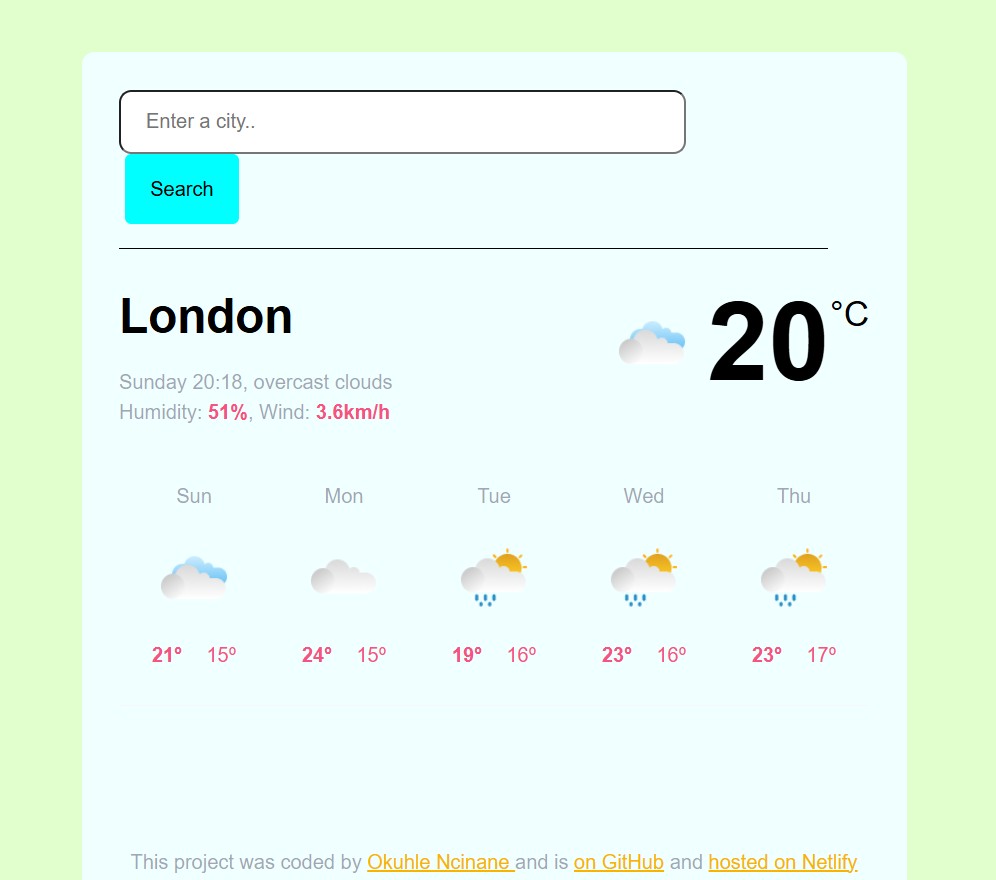 Enter a city..
Search
London
20°C
Sunday 20:18, overcast clouds
Humidity: 51%, Wind: 3.6km/h
Sun Mon Tue Wed Thu
21º 15º 24º 15º 19º 16º 23º 16º 23º 17º
This project was coded by Okuhle Ncinane and is on GitHub and hosted on Netlify